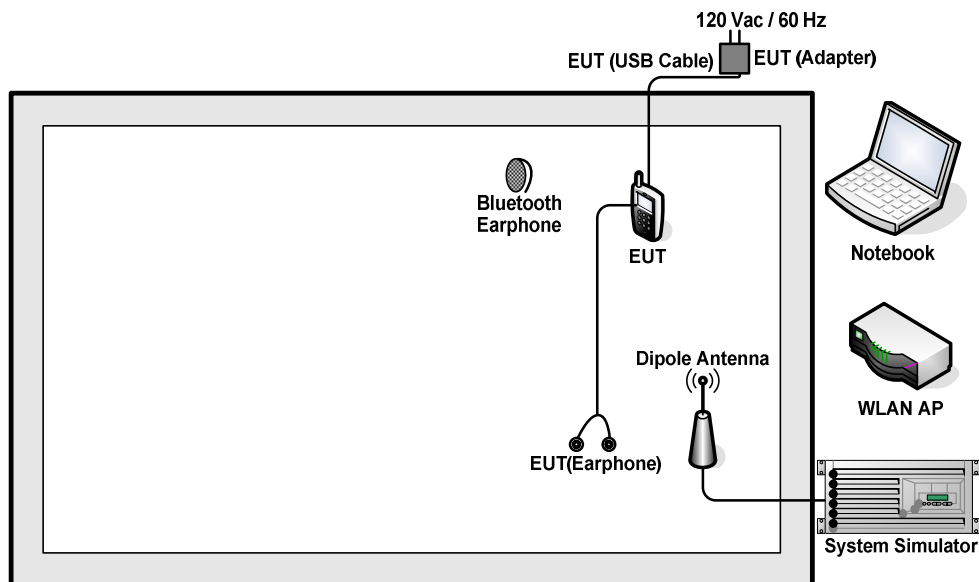 120 Vac / 60 Hz
EUT (USB Cable)
EUT (Adapter)
Bluetooth
Earphone
EUT
Notebook
Dipole Antenna
WLAN AP
EUT(Earphone)
System Simulator